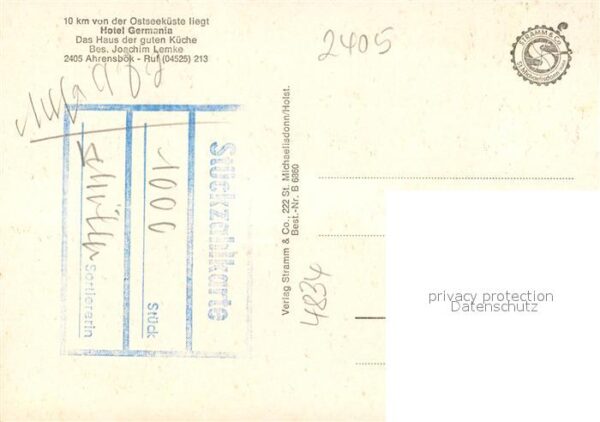 10 km von der Ostseeküste liegt
Hotel Germania
Das Haus der guten Küche
Bes. Joachim Lemke
2405 Ahrensbök - Ruf (04525) 213
2405
STRAMM & CO.
St. Michaelisdonn
Stückzahlkarte
1000
Stück
Sortiererin
Verlag Stramm & Co., 222 St. Michaelisdonn/Holst.
Best.-Nr. B 6860
4834
privacy protection
Datenschutz